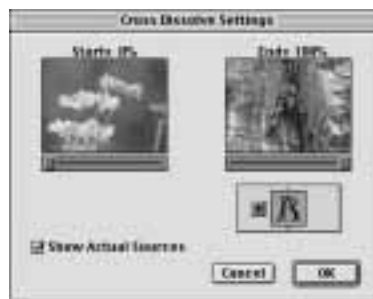 Cross Dissolve Settings
Start: 0% End: 100%
Show Actual Sources
Cancel OK